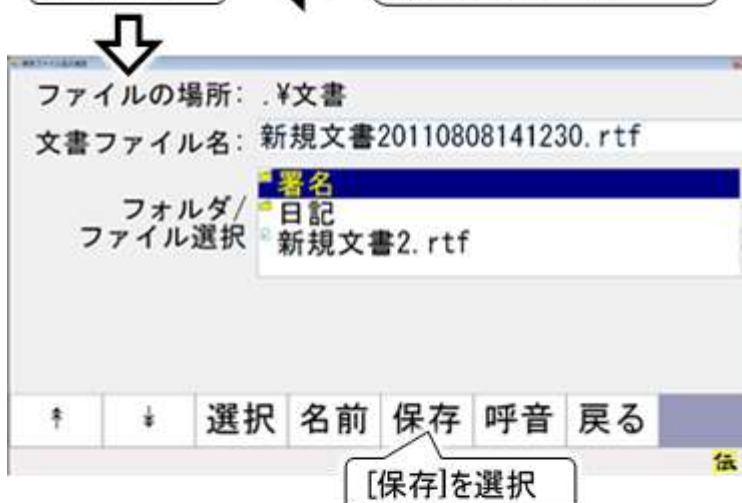 ファイルの場所: .¥文書
文書ファイル名: 新規文書20110808141230.rtf
署名
フォルダ/
ファイル選択
日記
新規文書2.rtf
選択 名前 保存 呼音 戻る
伝
[保存]を選択